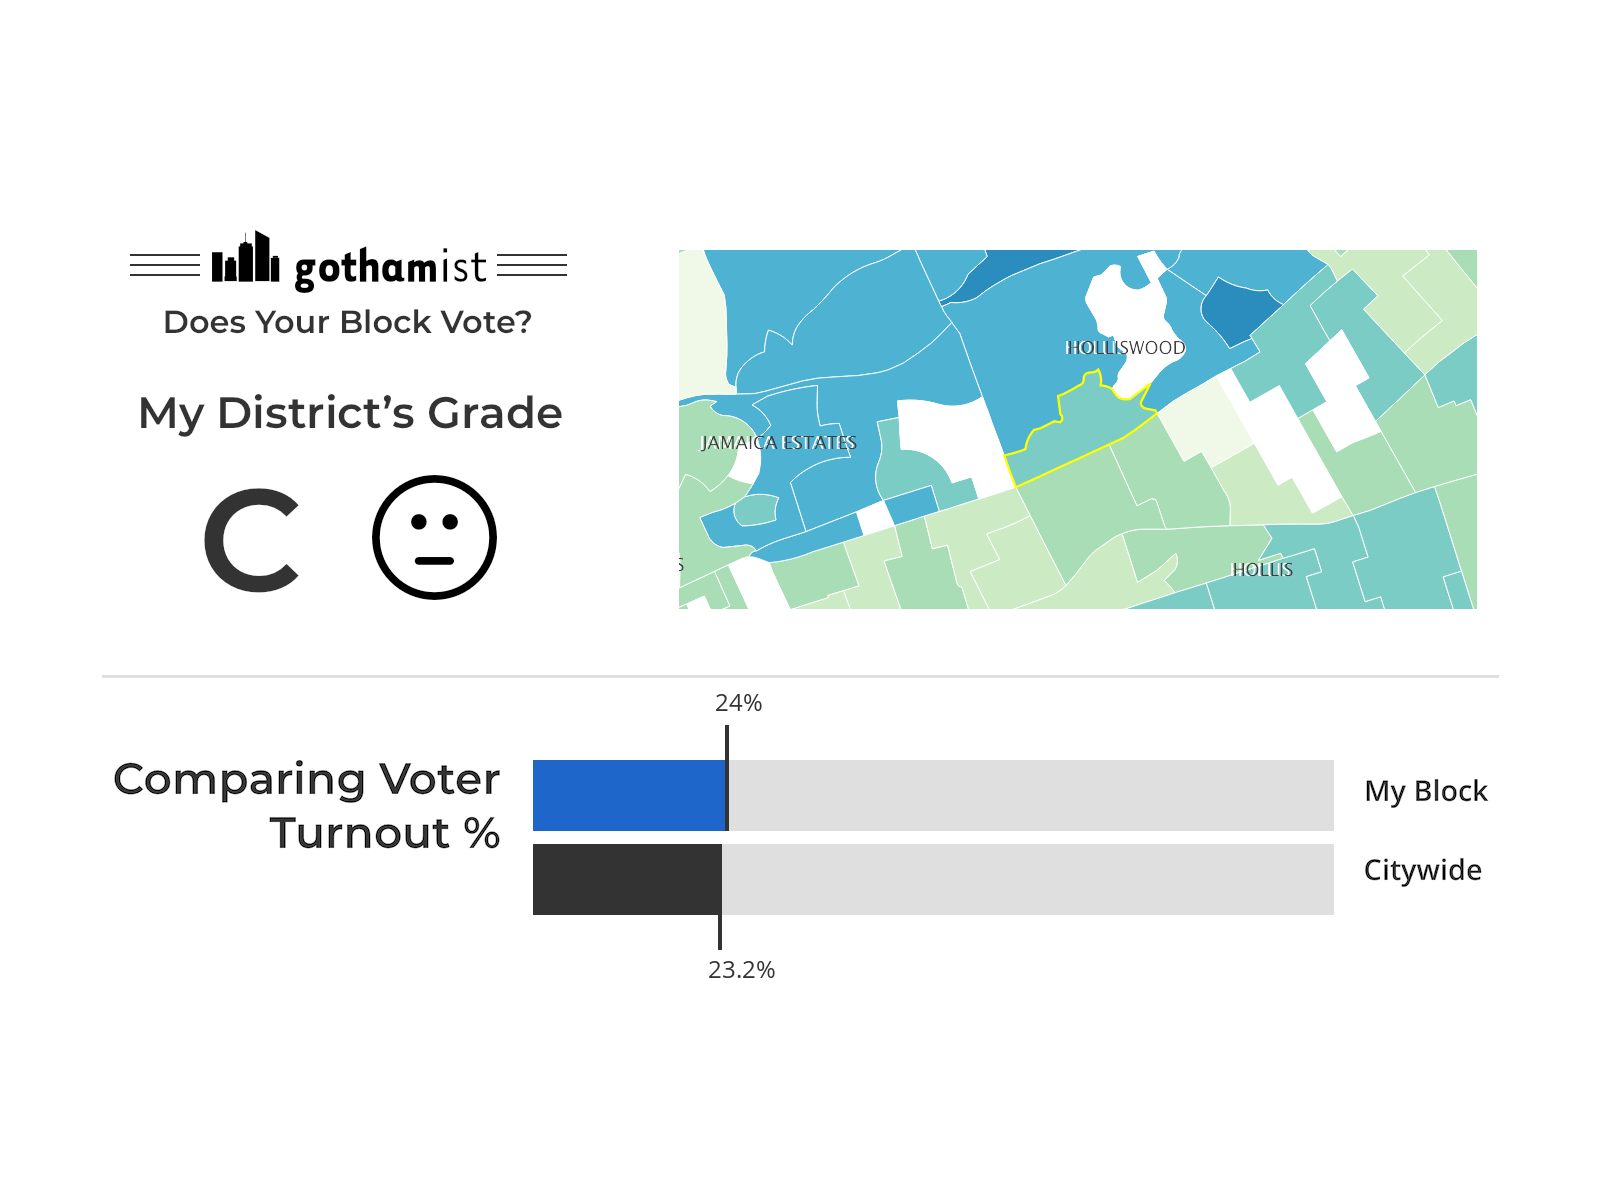 gothamist
Does Your Block Vote?
My District’s Grade
C
HOLLISWOOD
JAMAICA ESTATES
S
HOLLIS
24%
Comparing Voter
Turnout %
My Block
Citywide
23.2%